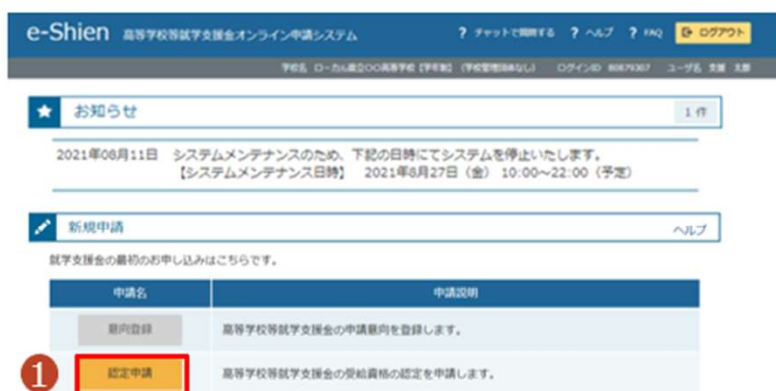 e-Shien 高等学校等就学支援金オンライン申請システム ? チャットで質問する ? ヘルプ ? FAQ ログアウト
学校名 ローカル県立〇〇高等学校【学年制】（学校管理団体なし） ログインID 80879307 ユーザ名 支援 太郎
お知らせ 1 件
2021年08月11日 システムメンテナンスのため、下記の日時にてシステムを停止いたします。
【システムメンテナンス日時】 2021年8月27日（金） 10:00～22:00（予定）
新規申請 ヘルプ
就学支援金の最初のお申し込みはこちらです。
申請名 申請説明
意向登録 高等学校等就学支援金の申請意向を登録します。
1 認定申請 高等学校等就学支援金の受給資格の認定を申請します。